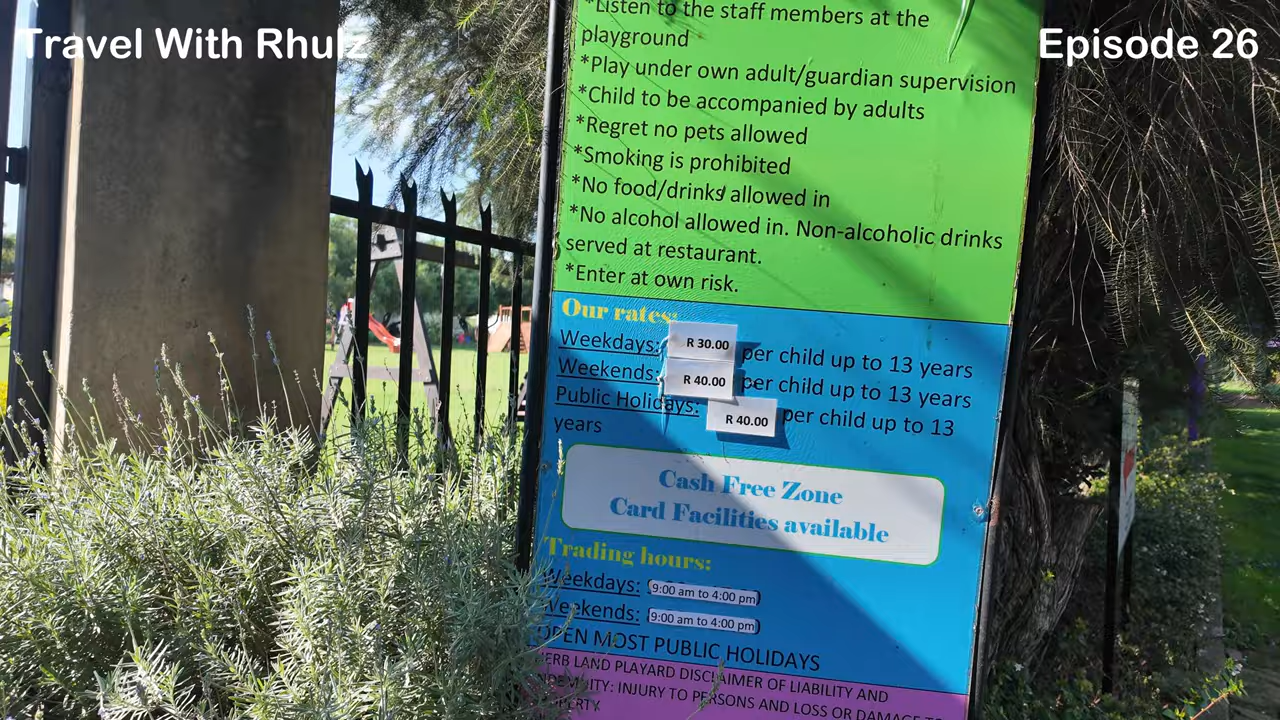 Travel With Rhulz
Episode 26
*Listen to the staff members at the
playground
*Play under own adult/guardian supervision
*Child to be accompanied by adults
*Regret no pets allowed
*Smoking is prohibited
*No food/drinks allowed in
*No alcohol allowed in. Non-alcoholic drinks
served at restaurant.
*Enter at own risk.
Our rates:
Weekdays: R 30.00 per child up to 13 years
Weekends: R 40.00 per child up to 13 years
Public Holidays: R 40.00 per child up to 13
years
Cash Free Zone
Card Facilities available
Trading hours:
Weekdays: 9:00 am to 4:00 pm
Weekends: 9:00 am to 4:00 pm
OPEN MOST PUBLIC HOLIDAYS
HERB LAND PLAYARD DISCLAIMER OF LIABILITY AND
INDEMNITY: INJURY TO PERSONS AND LOSS OR DAMAGE TO
PROPERTY